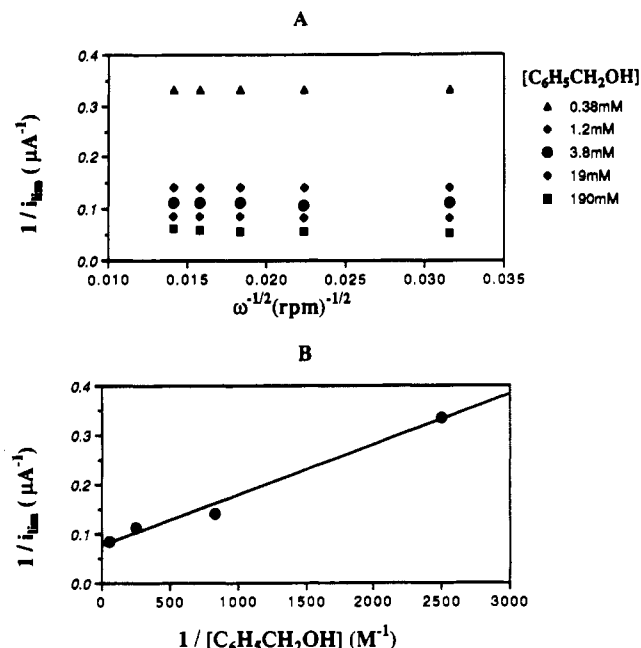 A
0.4
0.3
0.2
0.1
0.0
1 / i_lim ( μA⁻¹)
0.010 0.015 0.020 0.025 0.030 0.035
ω⁻¹/²(rpm)⁻¹/²
[C₆H₅CH₂OH]
▲ 0.38mM
◆ 1.2mM
● 3.8mM
◆ 19mM
■ 190mM
B
0.4
0.3
0.2
0.1
0.0
1 / i_lim ( μA⁻¹)
0 500 1000 1500 2000 2500 3000
1 / [C₆H₅CH₂OH] (M⁻¹)